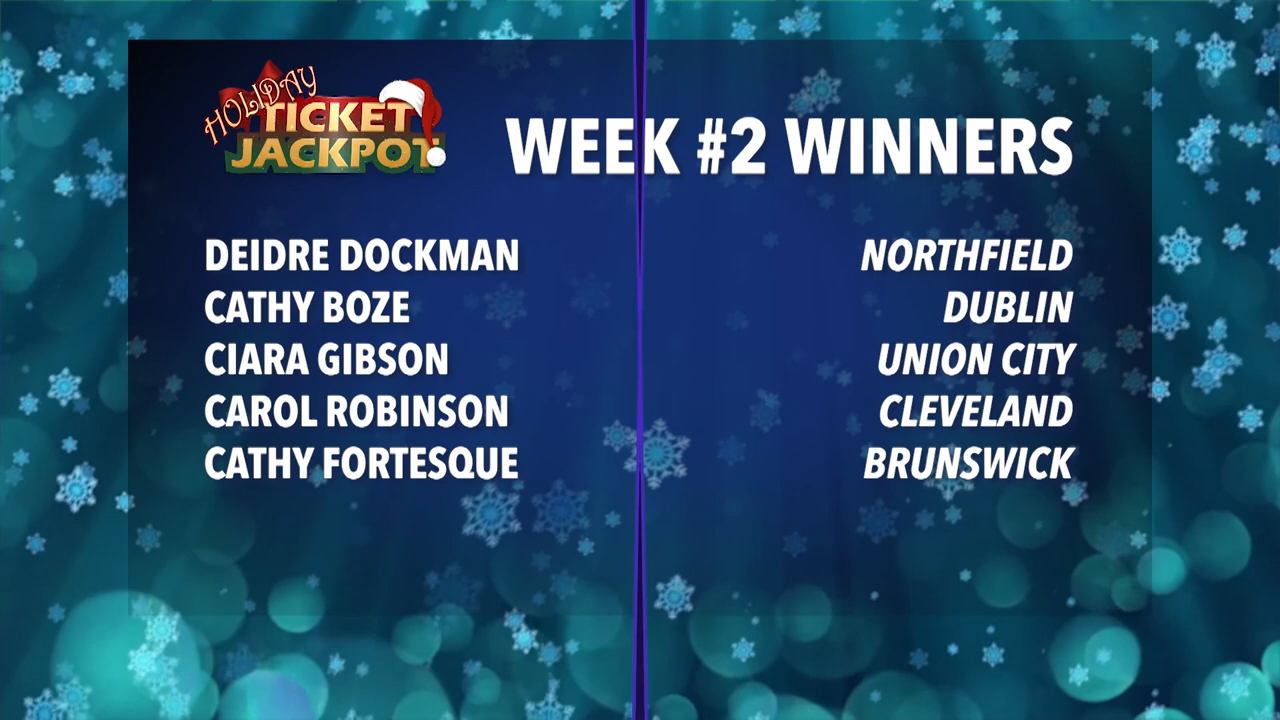 HOLIDAY
TICKET
JACKPOT
WEEK #2 WINNERS
DEIDRE DOCKMAN NORTHFIELD
CATHY BOZE DUBLIN
CIARA GIBSON UNION CITY
CAROL ROBINSON CLEVELAND
CATHY FORTESQUE BRUNSWICK